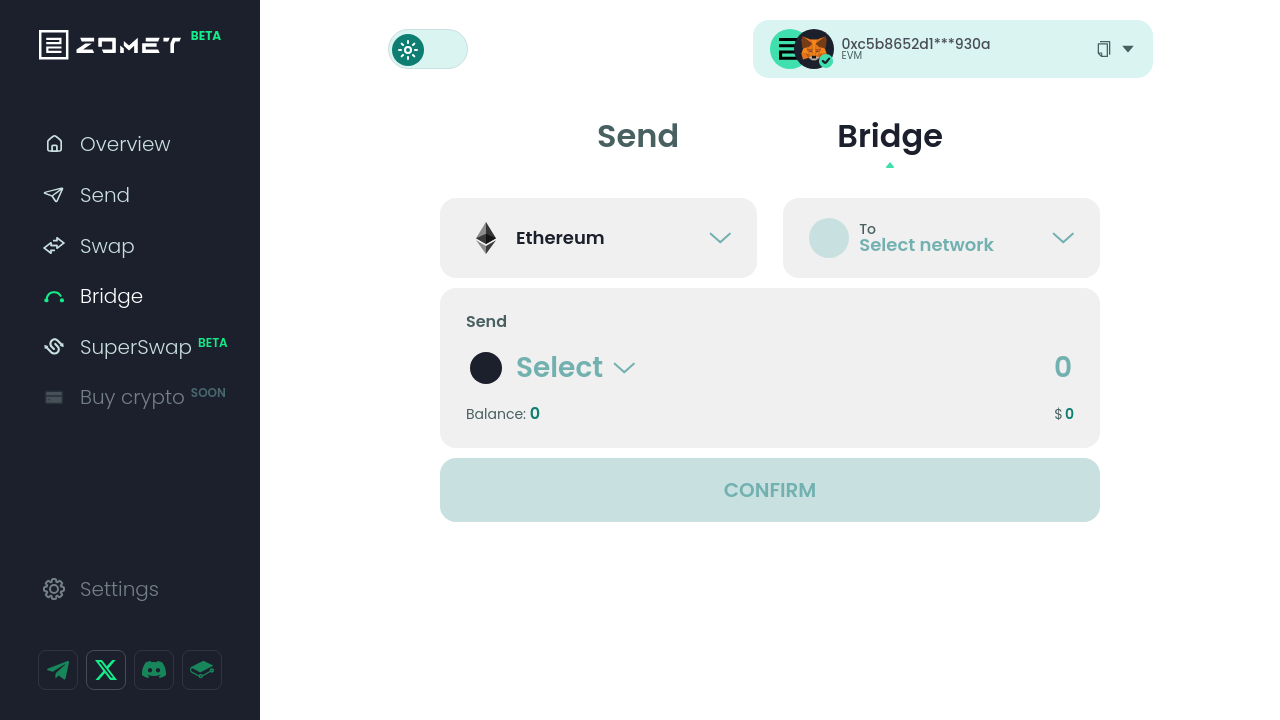 ZOMET BETA
Overview
Send
Swap
Bridge
SuperSwap BETA
Buy crypto SOON
Settings
0xc5b8652d1***930a
EVM
Send
Bridge
Ethereum
To
Select network
Send
Select
0
Balance: 0
$ 0
CONFIRM